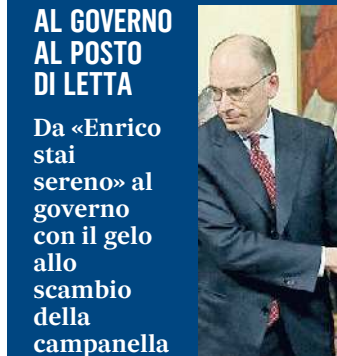 AL GOVERNO
AL POSTO
DI LETTA
Da «Enrico
stai
sereno» al
governo
con il gelo
allo
scambio
della
campanella